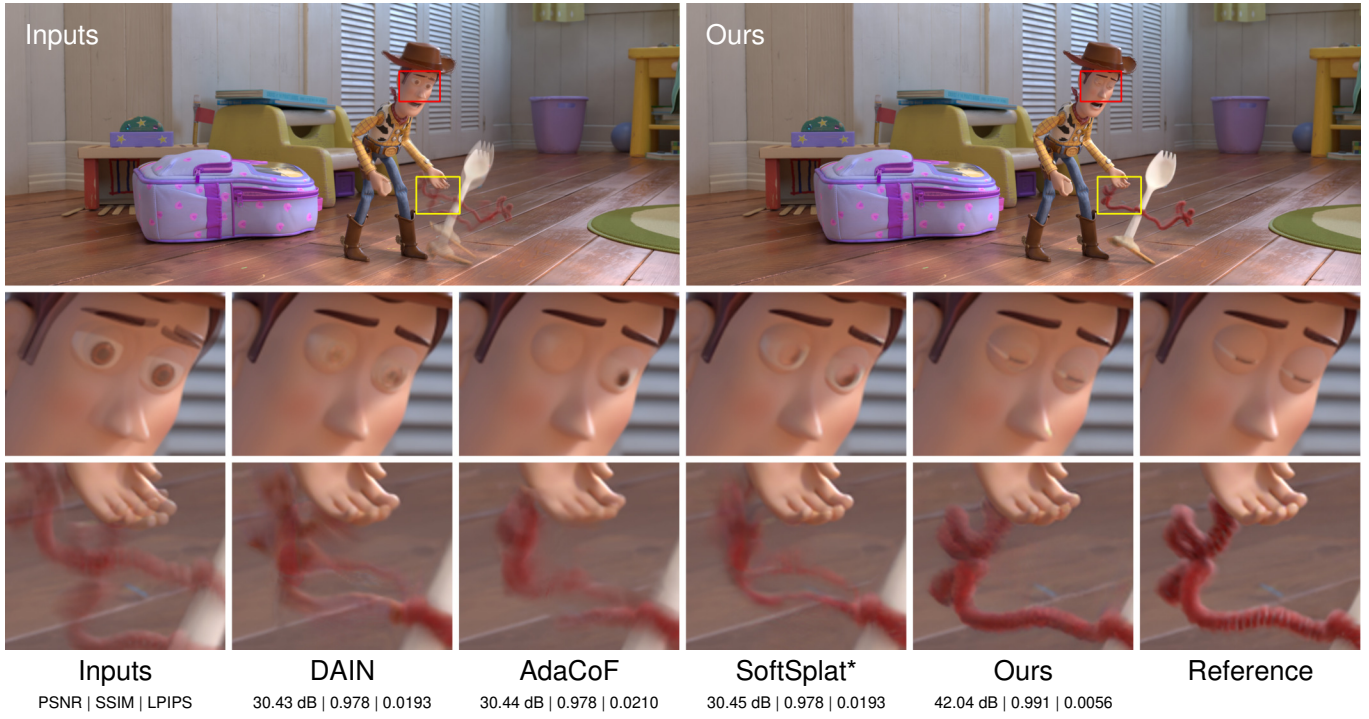 Inputs
Ours
Inputs
DAIN
AdaCoF
SoftSplat*
Ours
Reference
PSNR | SSIM | LPIPS
30.43 dB | 0.978 | 0.0193
30.44 dB | 0.978 | 0.0210
30.45 dB | 0.978 | 0.0193
42.04 dB | 0.991 | 0.0056